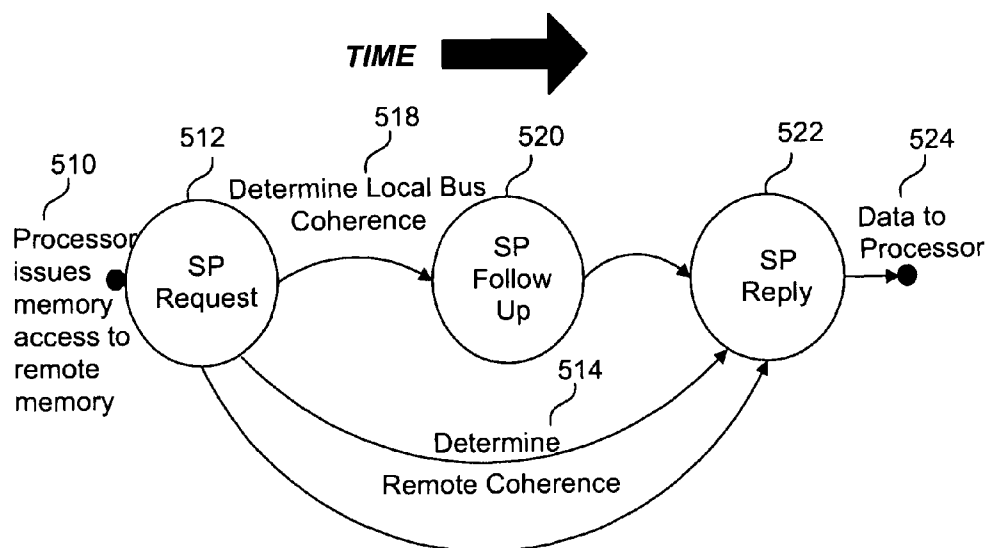 TIME
518
512
520
522
524
510
Determine Local Bus
Coherence
Data to
Processor
Processor
issues
memory
access to
remote
memory
SP
Request
SP
Follow
Up
SP
Reply
514
Determine
Remote Coherence